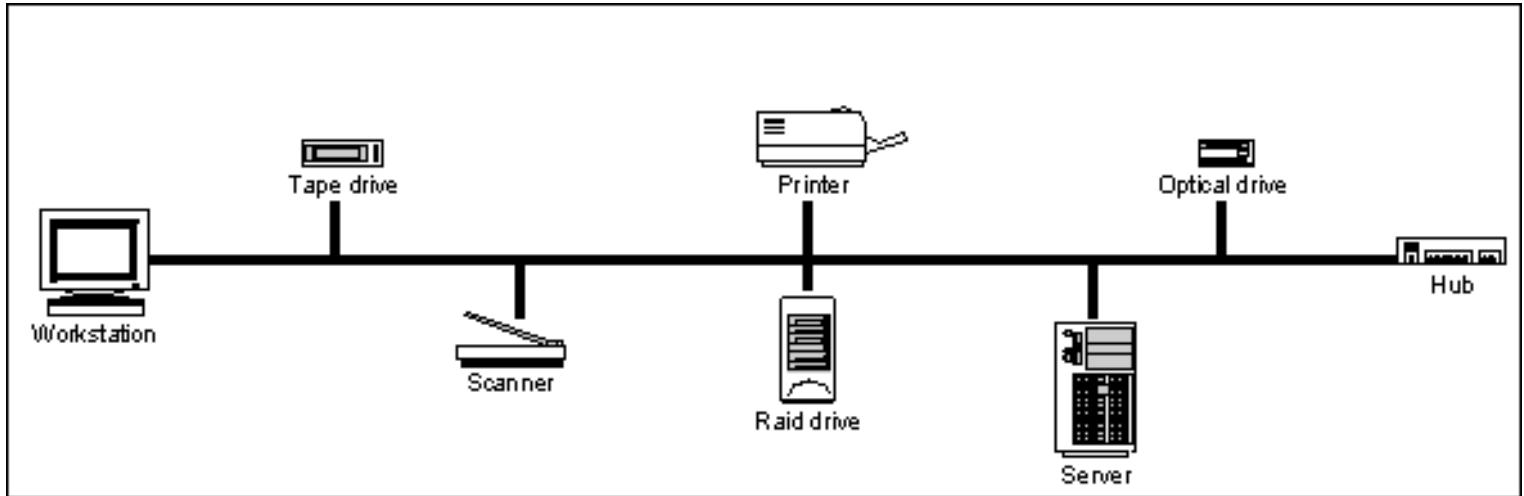 Tape drive
Printer
Optical drive
Workstation
Scanner
Raid drive
Server
Hub